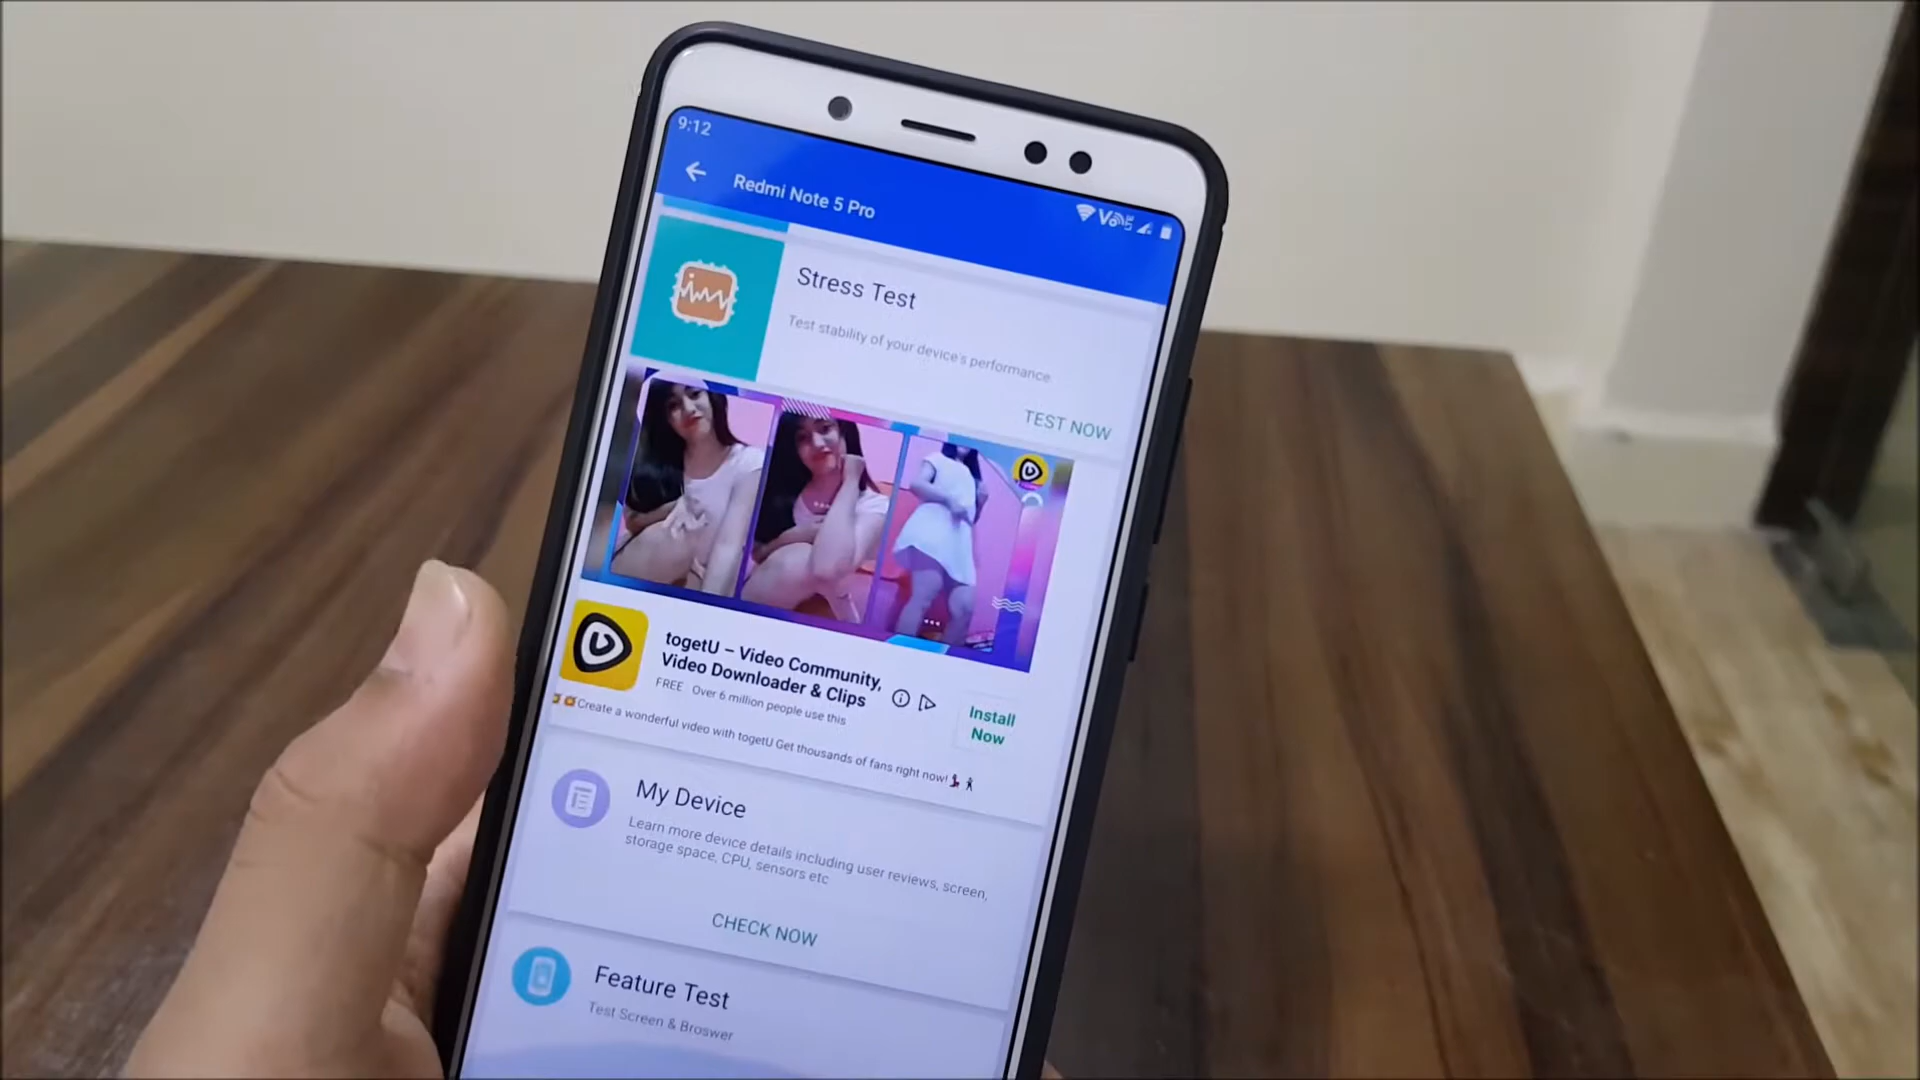 9:12
Redmi Note 5 Pro
Stress Test
Test stability of your device's performance
TEST NOW
togetU – Video Community,
Video Downloader & Clips
FREE Over 6 million people use this
Install
Now
Create a wonderful video with togetU Get thousands of fans right now!
My Device
Learn more device details including user reviews, screen,
storage space, CPU, sensors etc
CHECK NOW
Feature Test
Test Screen & Broswer